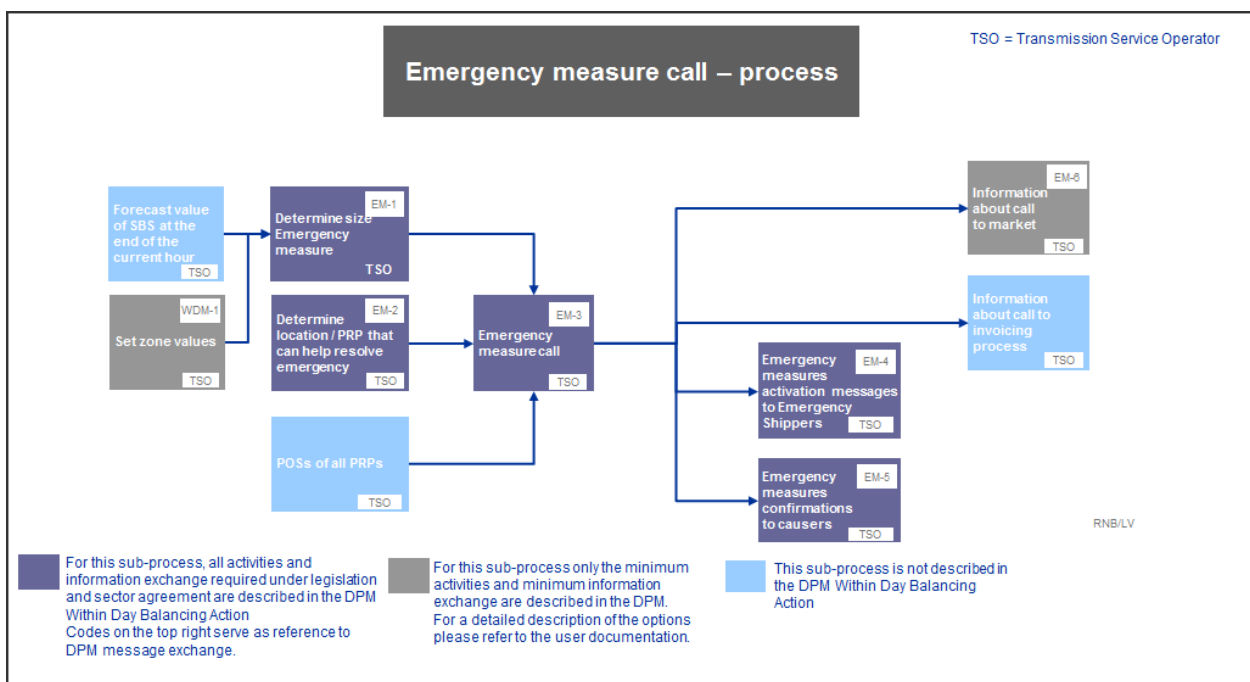 TSO = Transmission Service Operator
Emergency measure call – process
Forecast value
of SBS at the
end of the
current hour
TSO
EM-1
Determine size
Emergency
measure
TSO
EM-6
Information
about call
to market
TSO
WDM-1
Set zone values
TSO
EM-2
Determine
location / PRP that
can help resolve
emergency
TSO
EM-3
Emergency
measure call
TSO
Information
about call to
invoicing
process
TSO
EM-4
Emergency
measures
activation messages
to Emergency
Shippers
TSO
POSs of all PRPs
TSO
EM-5
Emergency
measures
confirmations
to causers
TSO
RNB/LV
For this sub-process, all activities and
information exchange required under legislation
and sector agreement are described in the DPM
Within Day Balancing Action
Codes on the top right serve as reference to
DPM message exchange.
For this sub-process only the minimum
activities and minimum information
exchange are described in the DPM.
For a detailed description of the options
please refer to the user documentation.
This sub-process is not described in
the DPM Within Day Balancing
Action